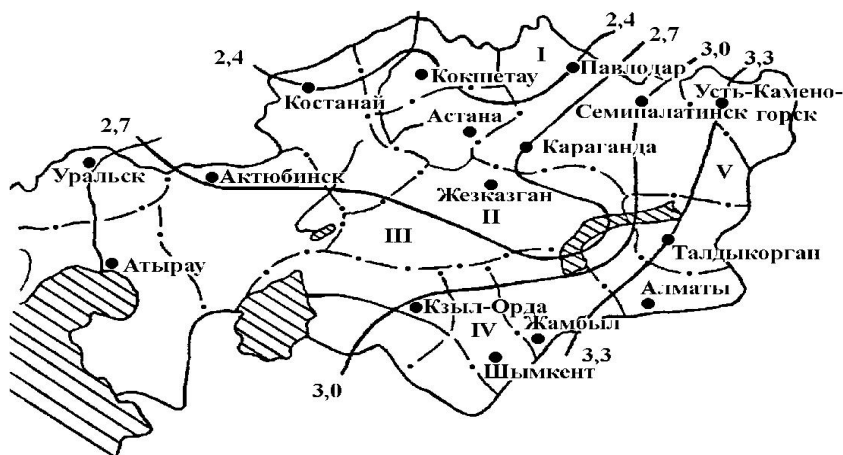 2,4
2,7
3,0
3,3
2,4
I
Кокпетау
Павлодар
Костанай
Семипалатинск
Усть-Камено-
горск
2,7
Астана
Караганда
Уральск
Актюбинск
Жезказган
V
II
III
Талдыкорган
Атырау
Алматы
Кзыл-Орда
IV
Жамбыл
3,3
Шымкент
3,0